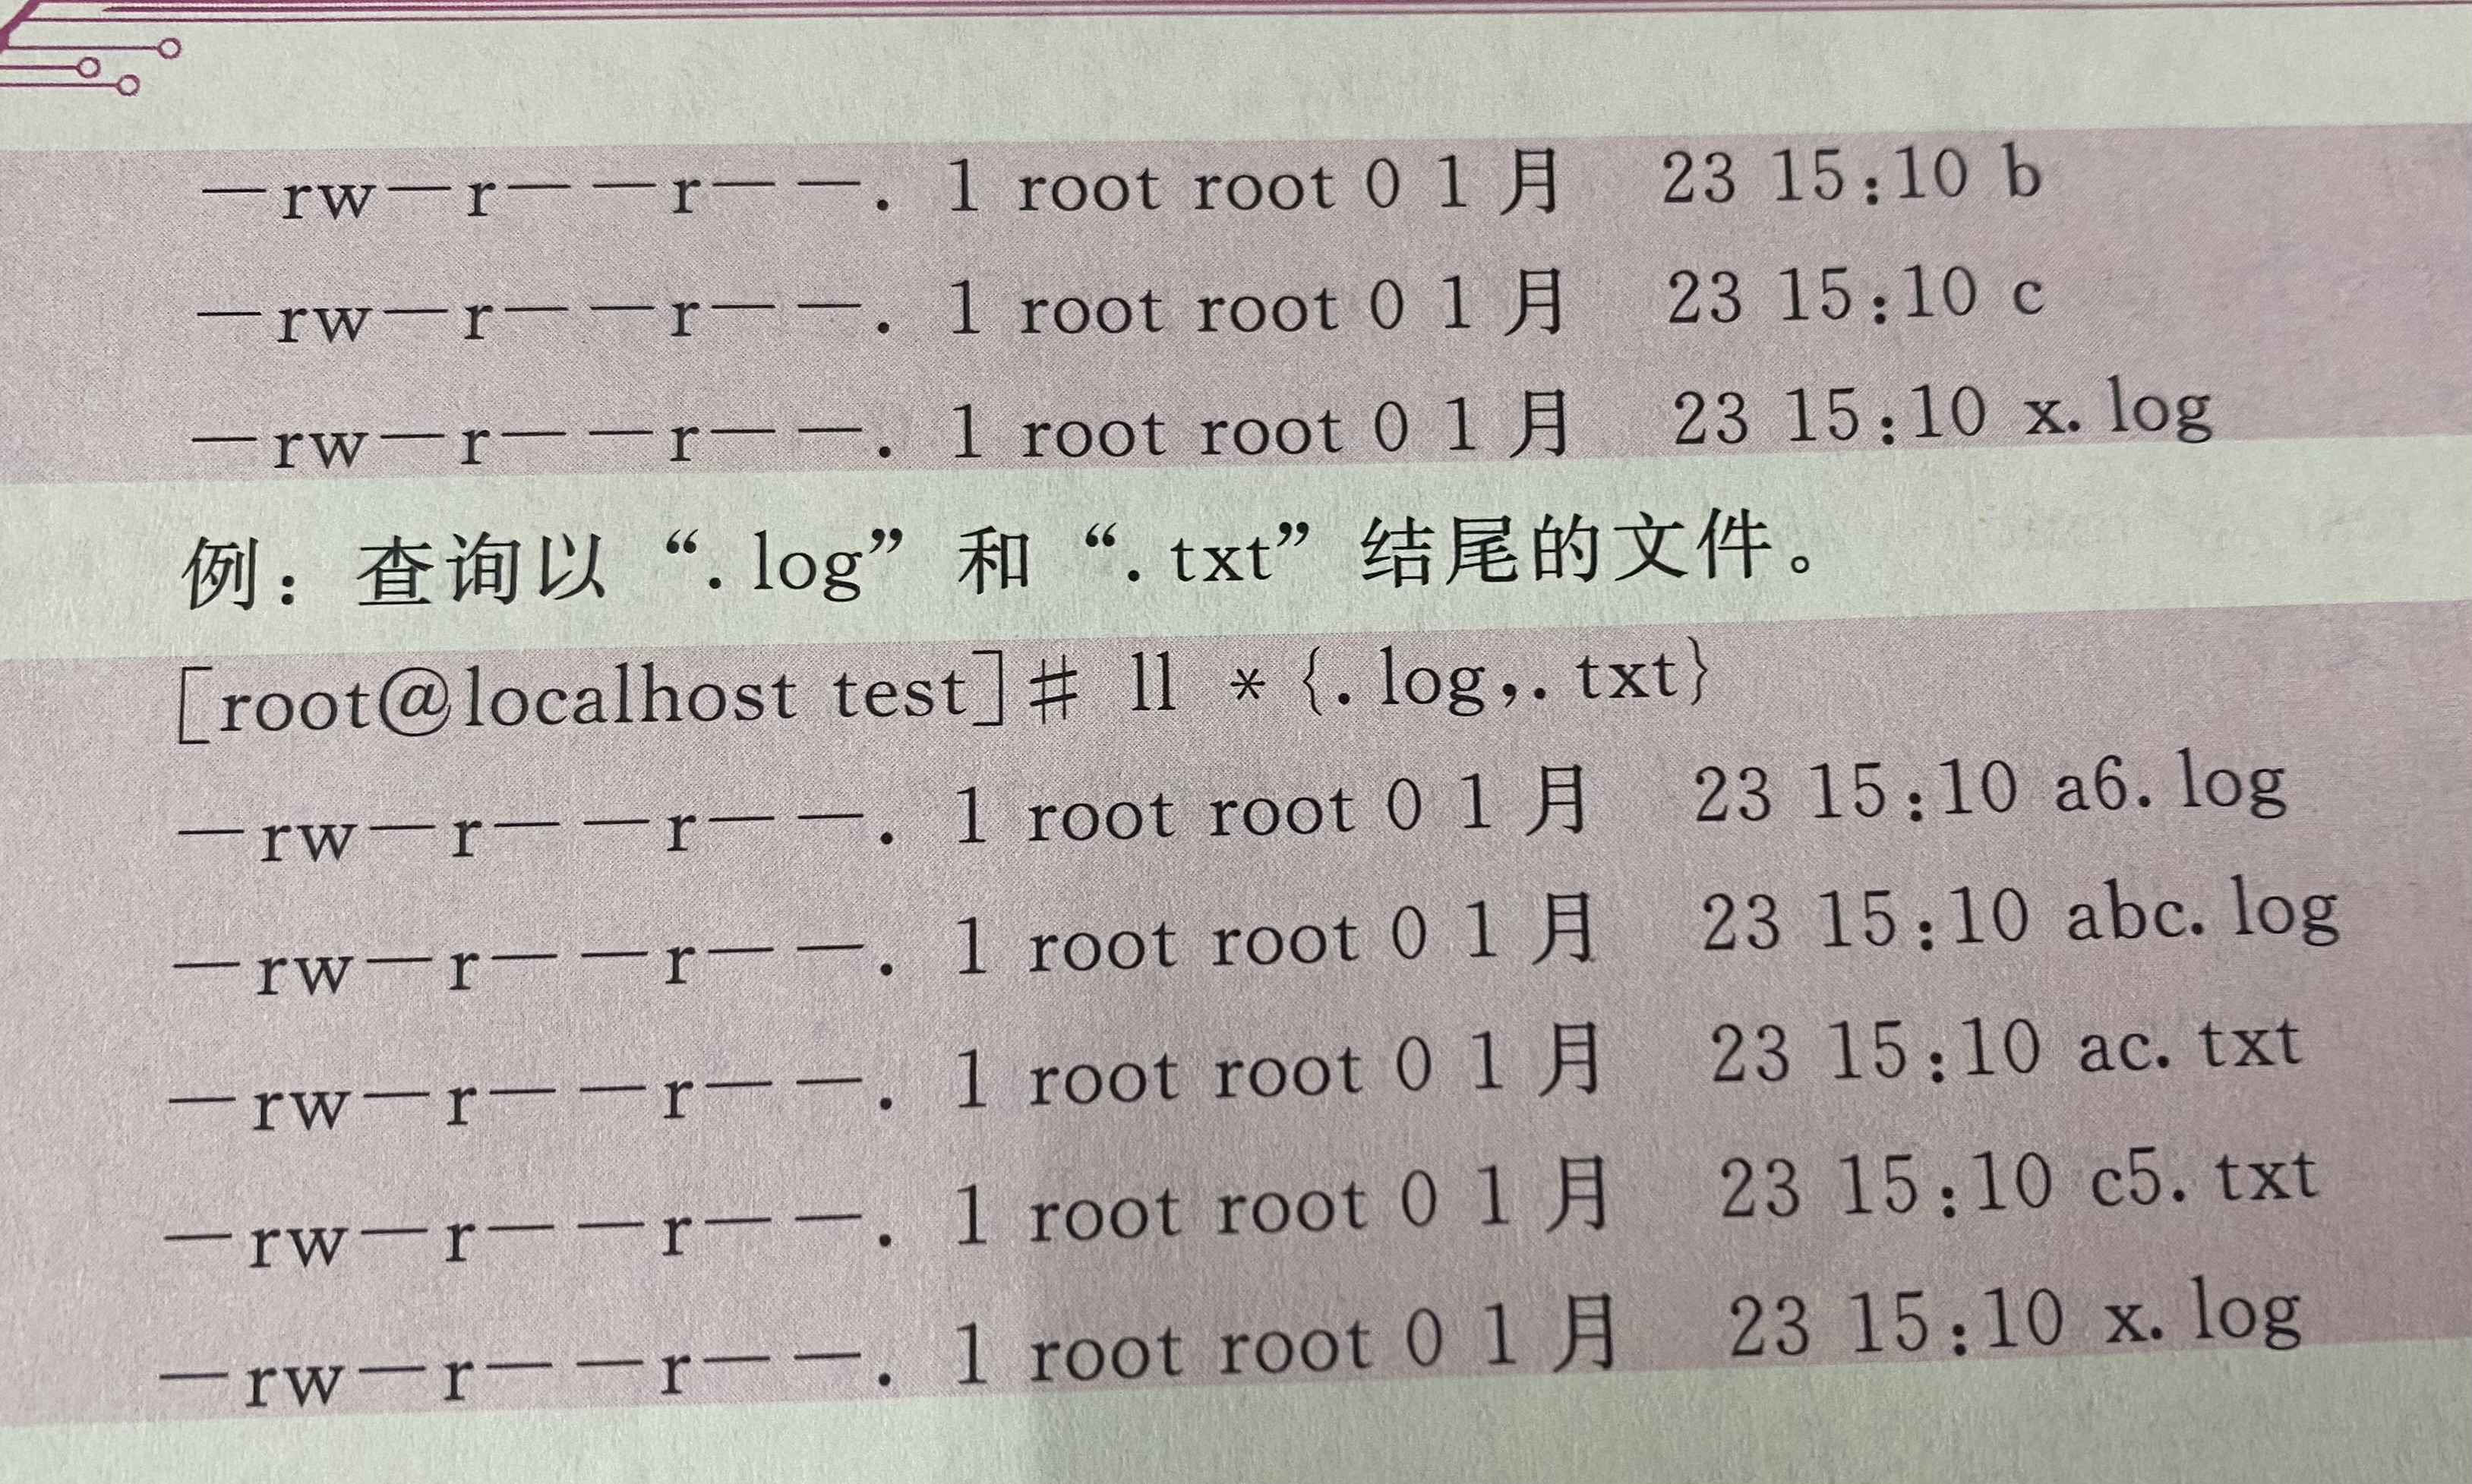 -rw-r--r--. 1 root root 0 1月 23 15:10 b
-rw-r--r--. 1 root root 0 1月 23 15:10 c
-rw-r--r--. 1 root root 0 1月 23 15:10 x.log
例：查询以“.log”和“.txt”结尾的文件。
[root@localhost test]# ll *{.log,.txt}
-rw-r--r--. 1 root root 0 1月 23 15:10 a6.log
-rw-r--r--. 1 root root 0 1月 23 15:10 abc.log
-rw-r--r--. 1 root root 0 1月 23 15:10 ac.txt
-rw-r--r--. 1 root root 0 1月 23 15:10 c5.txt
-rw-r--r--. 1 root root 0 1月 23 15:10 x.log